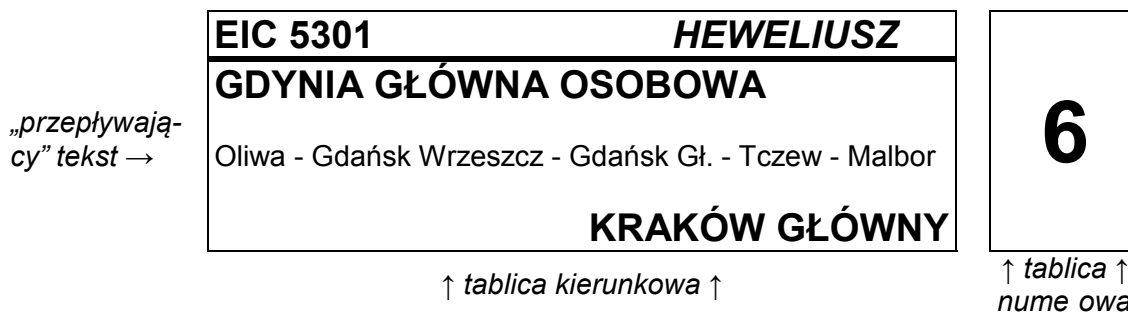 EIC 5301 HEWELIUSZ
GDYNIA GŁÓWNA OSOBOWA
„przepływają-
cy” tekst →
Oliwa - Gdańsk Wrzeszcz - Gdańsk Gł. - Tczew - Malbor
6
KRAKÓW GŁÓWNY
↑ tablica kierunkowa ↑
↑ tablica ↑
nume owa